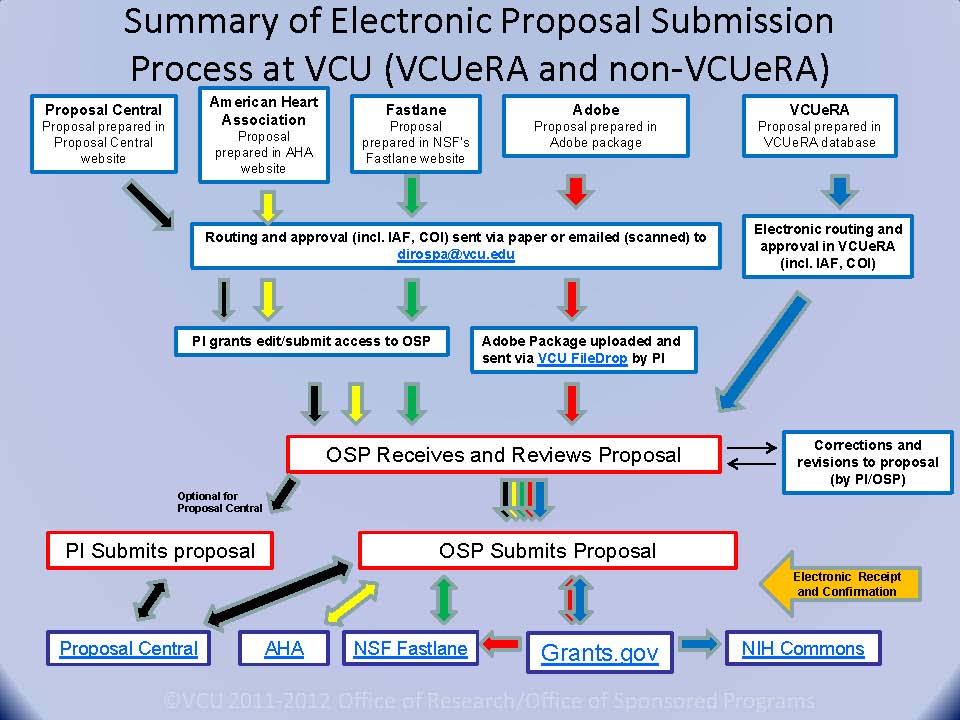 Summary of Electronic Proposal Submission
Process at VCU (VCUeRA and non-VCUeRA)
Proposal Central
Proposal prepared in
Proposal Central
website
American Heart
Association
Proposal
prepared in AHA
website
Fastlane
Proposal
prepared in NSF's
Fastlane website
Adobe
Proposal prepared in
Adobe package
VCUeRA
Proposal prepared in
VCUeRA database
Routing and approval (incl. IAF, COI) sent via paper or emailed (scanned) to
dirospa@vcu.edu
Electronic routing and
approval in VCUeRA
(incl. IAF, COI)
PI grants edit/submit access to OSP
Adobe Package uploaded and
sent via VCU FileDrop by PI
OSP Receives and Reviews Proposal
Corrections and
revisions to proposal
(by PI/OSP)
Optional for
Proposal Central
PI Submits proposal
OSP Submits Proposal
Electronic Receipt
and Confirmation
Proposal Central
AHA
NSF Fastlane
Grants.gov
NIH Commons
©VCU 2011-2012 Office of Research/Office of Sponsored Programs